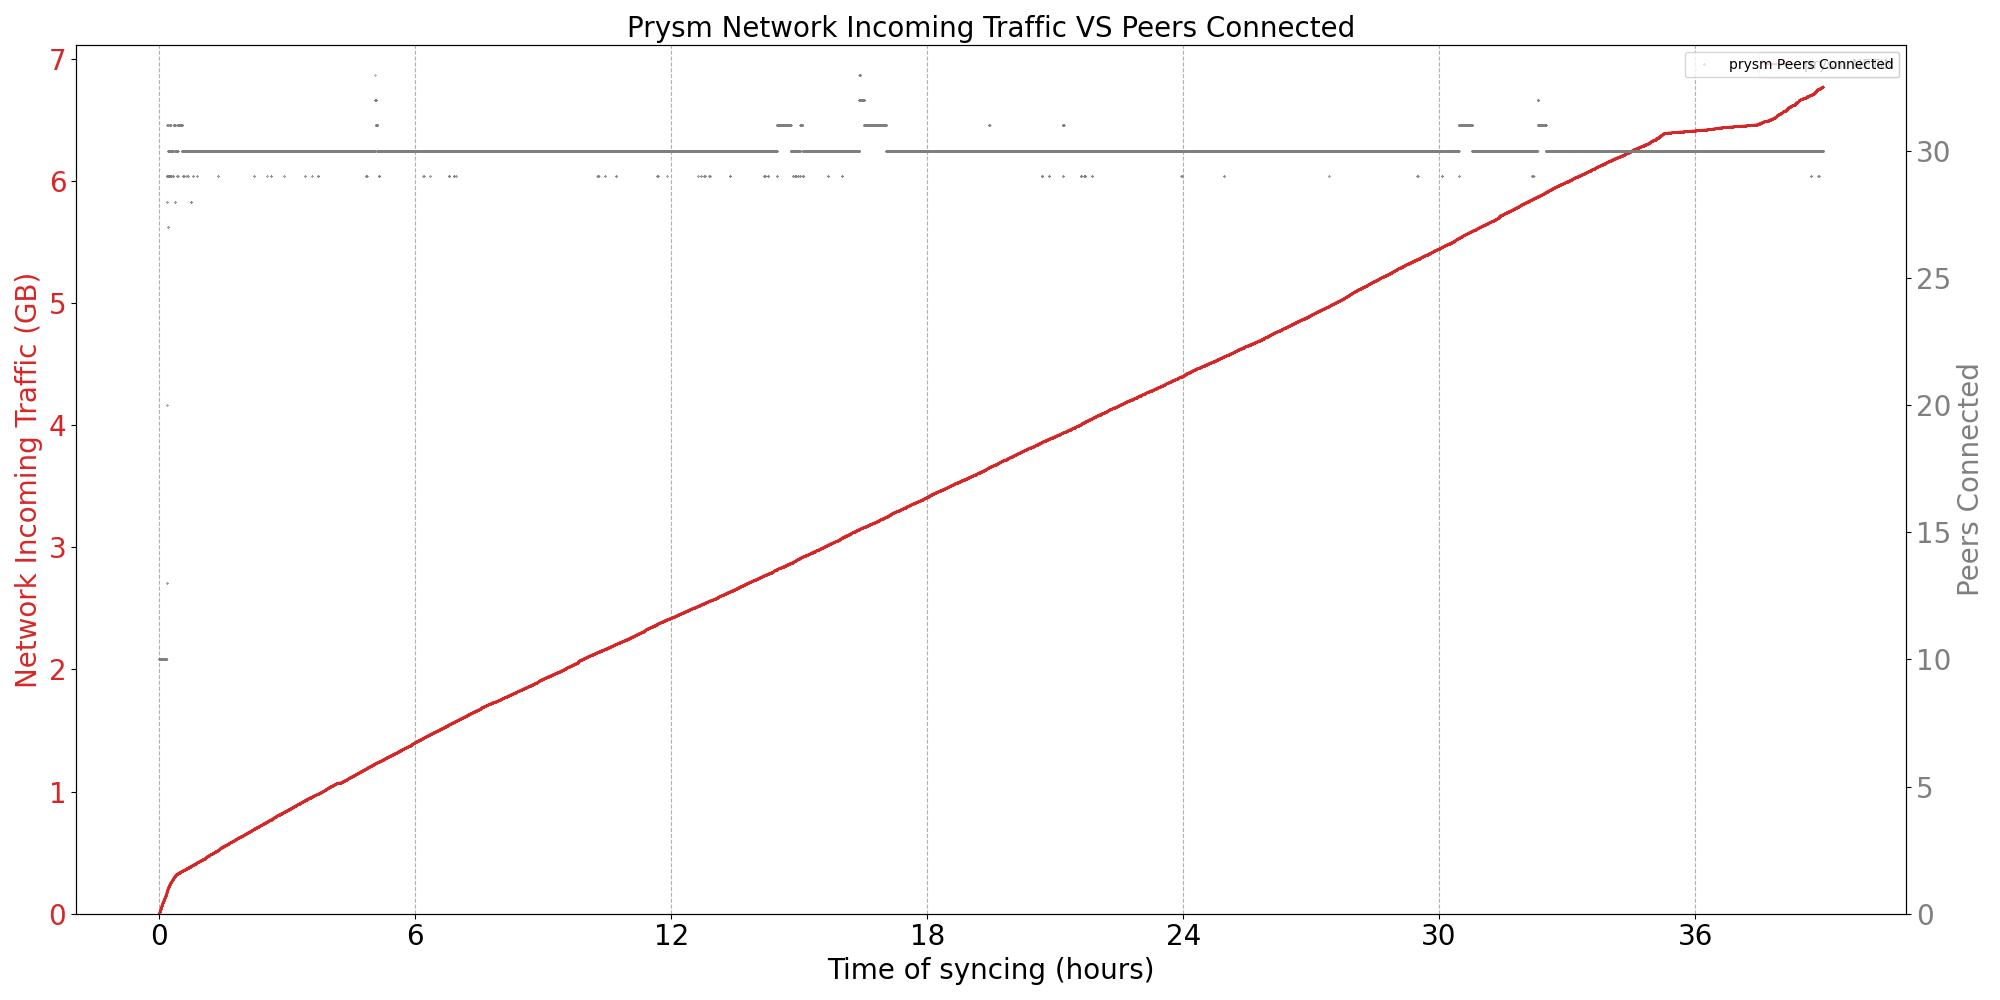 Prysm Network Incoming Traffic VS Peers Connected
prysm Peers Connected
7
6
5
4
3
2
1
0
Network Incoming Traffic (GB)
30
25
20
15
10
5
0
Peers Connected
0 6 12 18 24 30 36
Time of syncing (hours)